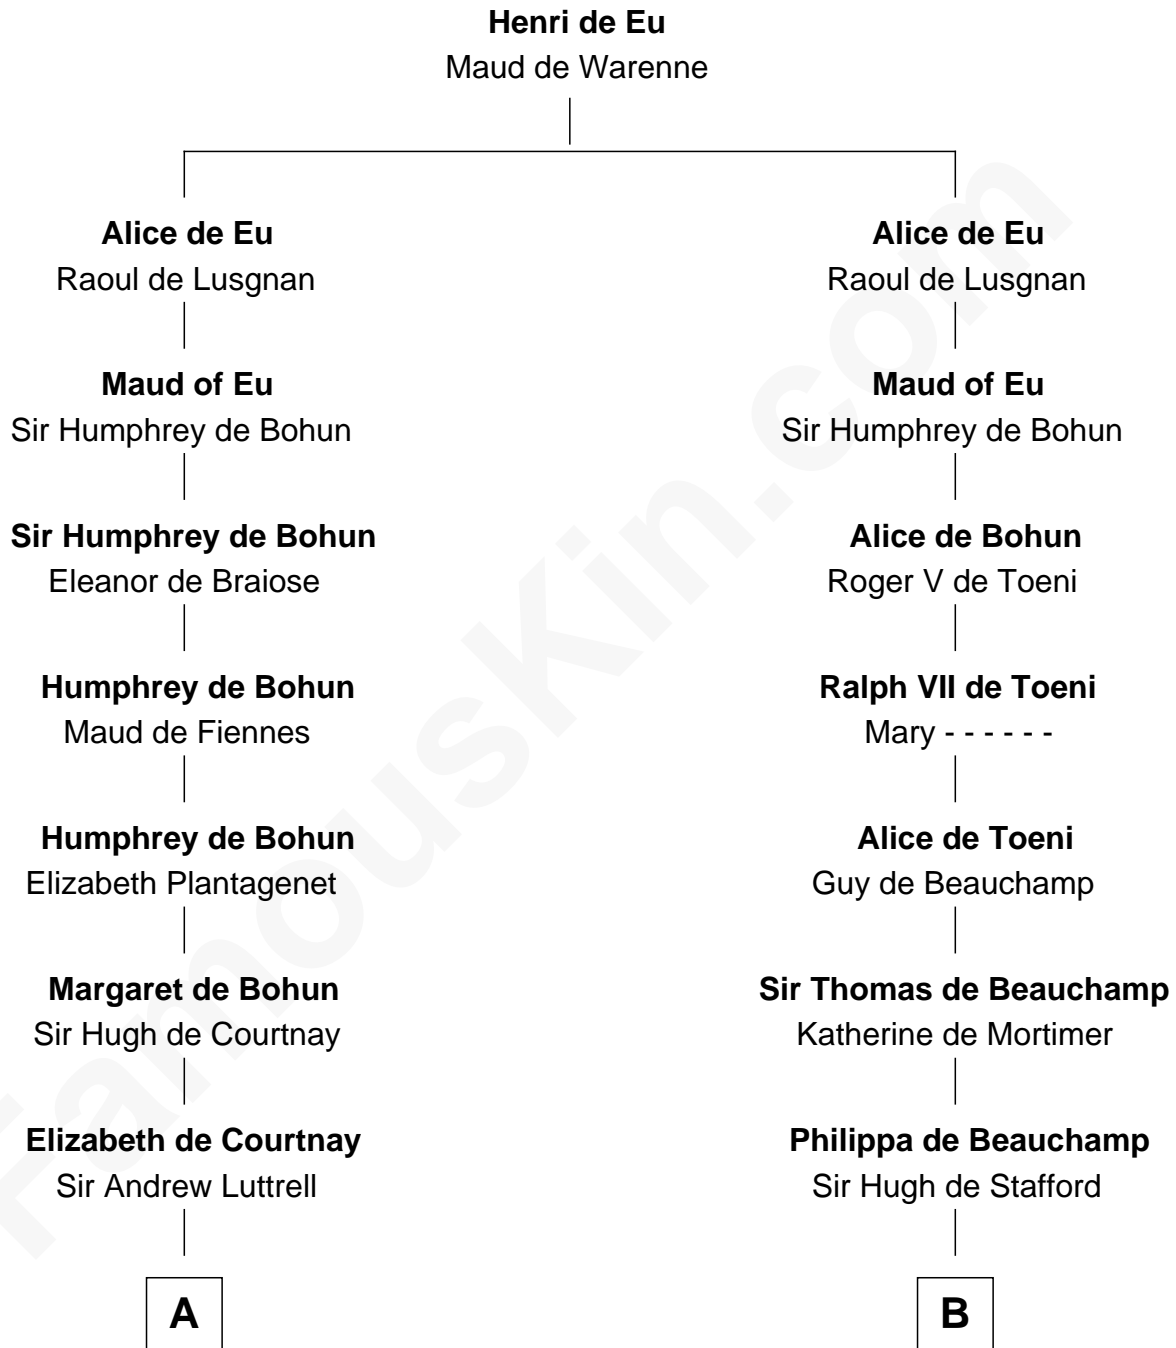 Henri de Eu
Maud de Warenne
Alice de Eu
Raoul de Lusgnan
Maud of Eu
Sir Humphrey de Bohun
Sir Humphrey de Bohun
Eleanor de Braiose
Humphrey de Bohun
Maud de Fiennes
Humphrey de Bohun
Elizabeth Plantagenet
Margaret de Bohun
Sir Hugh de Courtnay
Elizabeth de Courtnay
Sir Andrew Luttrell
A
Alice de Eu
Raoul de Lusgnan
Maud of Eu
Sir Humphrey de Bohun
Alice de Bohun
Roger V de Toeni
Ralph VII de Toeni
Mary - - - - - -
Alice de Toeni
Guy de Beauchamp
Sir Thomas de Beauchamp
Katherine de Mortimer
Philippa de Beauchamp
Sir Hugh de Stafford
B
FamousKin.com